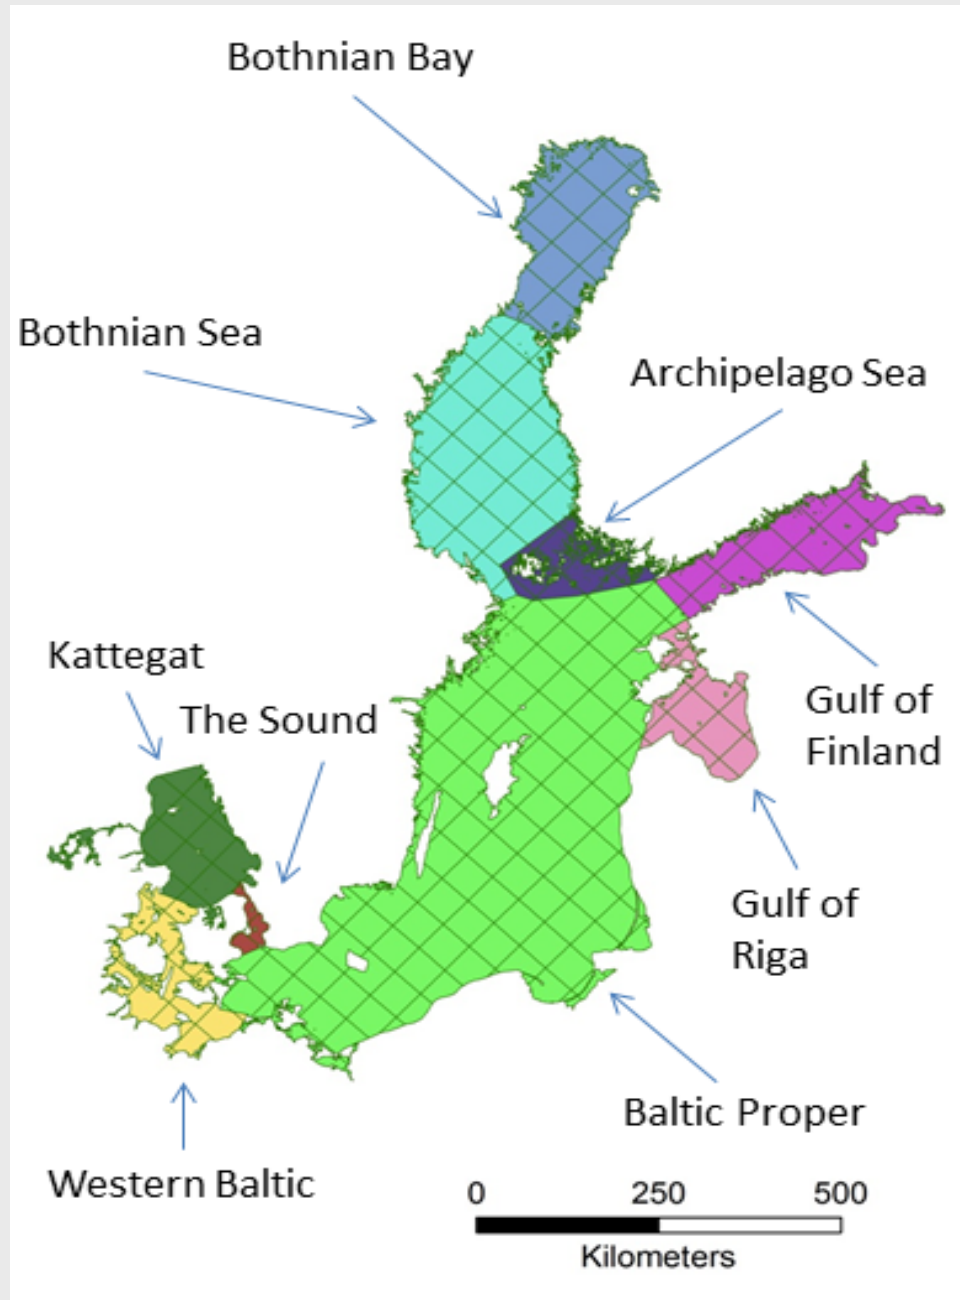 Bothnian Bay
Bothnian Sea
Archipelago Sea
Kattegat
The Sound
Gulf of
Finland
Gulf of
Riga
Baltic Proper
Western Baltic
0 250 500
Kilometers